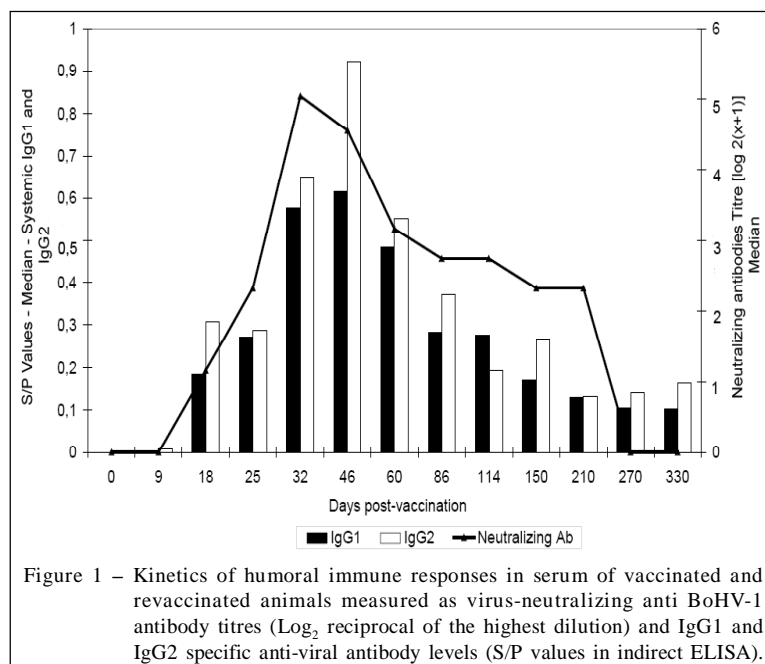 S/P Values - Median - Systemic IgG1 and
IgG2
1
0,9
0,8
0,7
0,6
0,5
0,4
0,3
0,2
0,1
0
6
5
4
3
2
1
0
Neutralizing antibodies Titre [log 2(x+1)]
Median
0 9 18 25 32 46 60 86 114 150 210 270 330
Days post-vaccination
IgG1 IgG2 Neutralizing Ab
Figure 1 – Kinetics of humoral immune responses in serum of vaccinated and
revaccinated animals measured as virus-neutralizing anti BoHV-1
antibody titres (Log2 reciprocal of the highest dilution) and IgG1 and
IgG2 specific anti-viral antibody levels (S/P values in indirect ELISA).